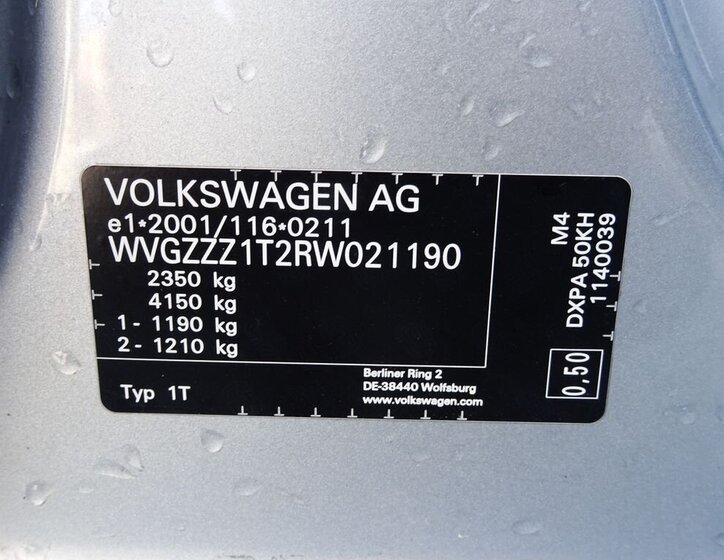 VOLKSWAGEN AG
e1*2001/116*0211
WVGZZZ1T2RW021190
2350 kg
4150 kg
1 - 1190 kg
2 - 1210 kg
Typ 1T
Berliner Ring 2
DE-38440 Wolfsburg
www.volkswagen.com
M4
DXPA 50KH
1140039
0,50